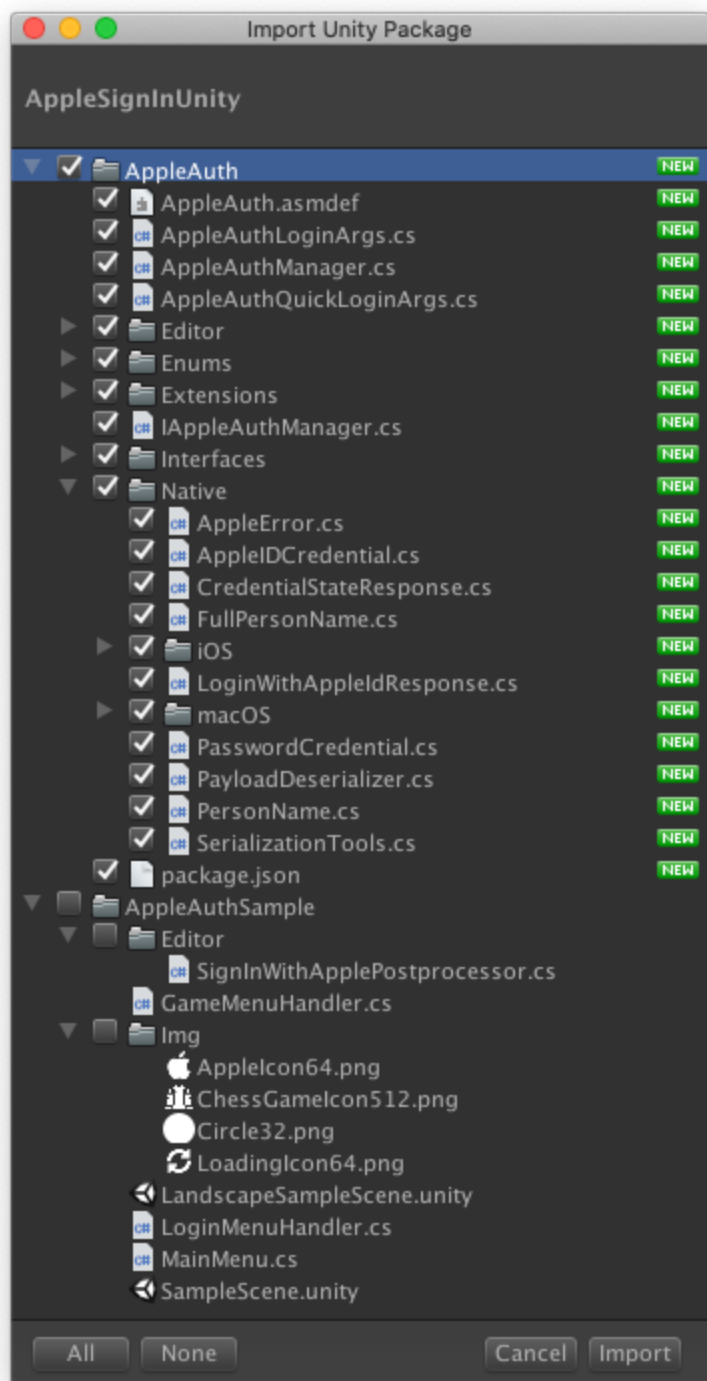 Import Unity Package
AppleSignInUnity
AppleAuth NEW
AppleAuth.asmdef NEW
C# AppleAuthLoginArgs.cs NEW
C# AppleAuthManager.cs NEW
C# AppleAuthQuickLoginArgs.cs NEW
Editor NEW
Enums NEW
Extensions NEW
C# IAppleAuthManager.cs NEW
Interfaces NEW
Native NEW
C# AppleError.cs NEW
C# AppleIDCredential.cs NEW
C# CredentialStateResponse.cs NEW
C# FullPersonName.cs NEW
iOS NEW
C# LoginWithAppleIdResponse.cs NEW
macOS NEW
C# PasswordCredential.cs NEW
C# PayloadDeserializer.cs NEW
C# PersonName.cs NEW
C# SerializationTools.cs NEW
package.json NEW
AppleAuthSample
Editor
C# SignInWithApplePostprocessor.cs
C# GameMenuHandler.cs
Img
AppleIcon64.png
ChessGameIcon512.png
Circle32.png
LoadingIcon64.png
LandscapeSampleScene.unity
C# LoginMenuHandler.cs
C# MainMenu.cs
SampleScene.unity
All None Cancel Import